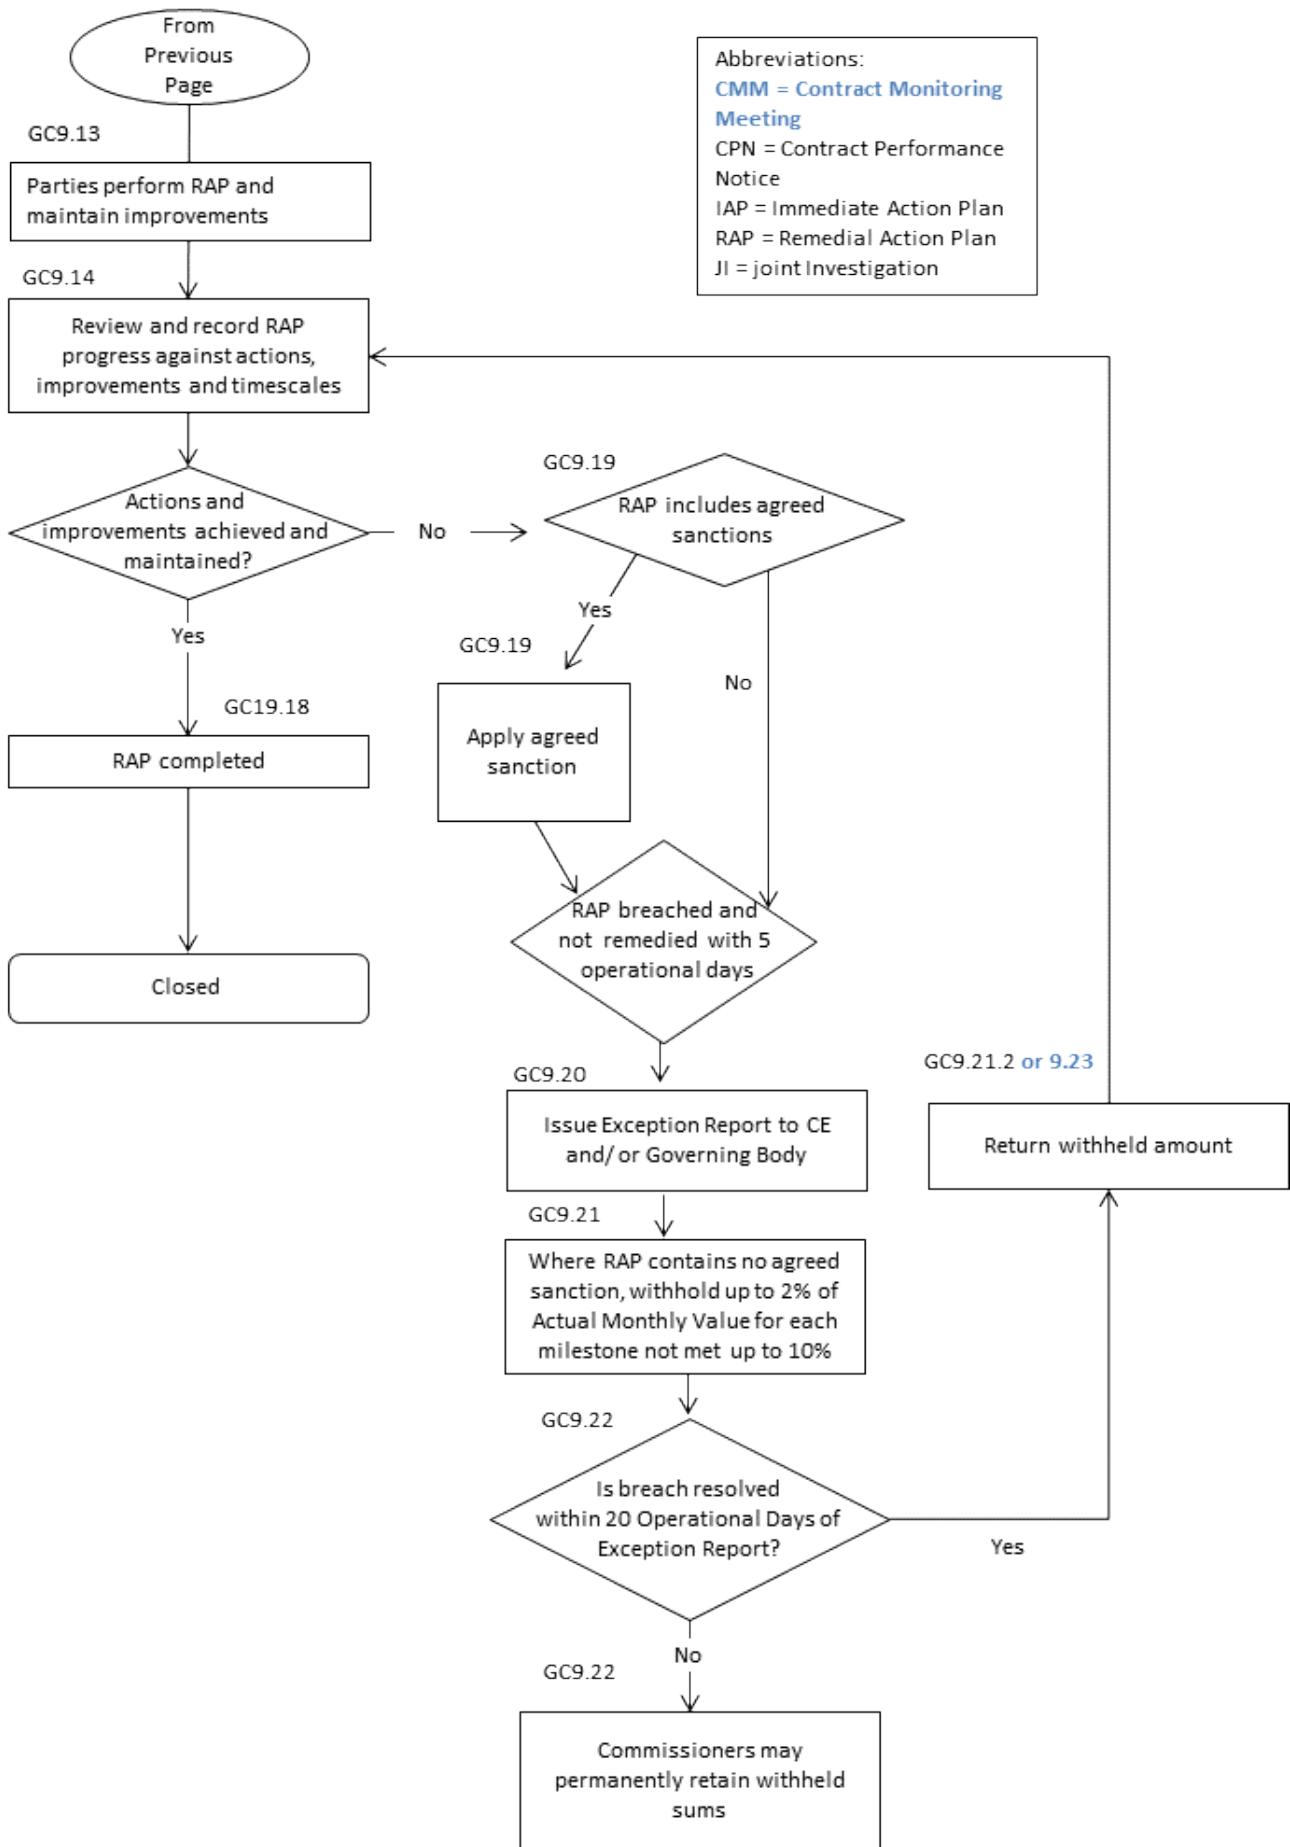 From
Previous
Page
Abbreviations:
CMM = Contract Monitoring
Meeting
CPN = Contract Performance
Notice
IAP = Immediate Action Plan
RAP = Remedial Action Plan
JI = joint Investigation
GC9.13
Parties perform RAP and
maintain improvements
GC9.14
Review and record RAP
progress against actions,
improvements and timescales
Actions and
improvements achieved and
maintained?
No
GC9.19
RAP includes agreed
sanctions
Yes
Yes
GC9.19
No
GC19.18
RAP completed
Apply agreed
sanction
Closed
RAP breached and
not remedied with 5
operational days
GC9.20
Issue Exception Report to CE
and/or Governing Body
GC9.21.2 or 9.23
Return withheld amount
GC9.21
Where RAP contains no agreed
sanction, withhold up to 2% of
Actual Monthly Value for each
milestone not met up to 10%
GC9.22
Is breach resolved
within 20 Operational Days of
Exception Report?
Yes
No
GC9.22
Commissioners may
permanently retain withheld
sums